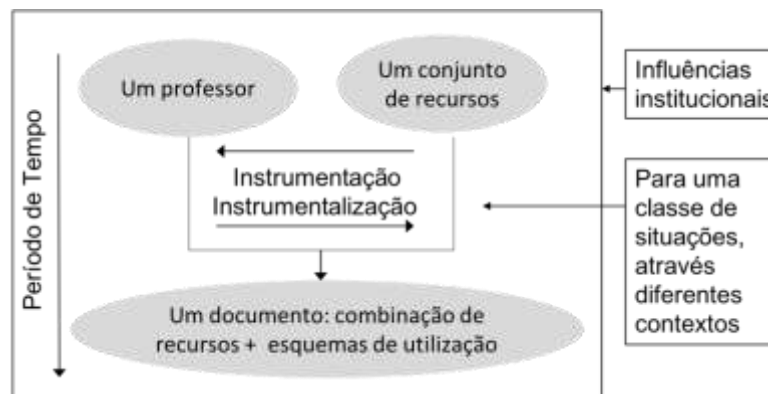 Período de Tempo
Um professor
Um conjunto
de recursos
Instrumentação
Instrumentalização
Um documento: combinação de
recursos + esquemas de utilização
Influências
institucionais
Para uma
classe de
situações,
através
diferentes
contextos